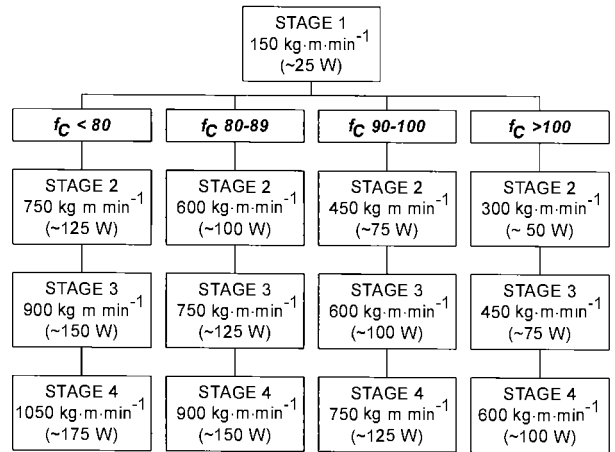 STAGE 1
150 kg·m·min⁻¹
(~25 W)
f_C < 80
f_C 80-89
f_C 90-100
f_C >100
STAGE 2
750 kg m min⁻¹
(~125 W)
STAGE 2
600 kg·m·min⁻¹
(~100 W)
STAGE 2
450 kg·m min⁻¹
(~75 W)
STAGE 2
300 kg·m·min⁻¹
(~ 50 W)
STAGE 3
900 kg m min⁻¹
(~150 W)
STAGE 3
750 kg·m·min⁻¹
(~125 W)
STAGE 3
600 kg·m·min⁻¹
(~100 W)
STAGE 3
450 kg·m·min⁻¹
(~75 W)
STAGE 4
1050 kg·m·min⁻¹
(~175 W)
STAGE 4
900 kg·m·min⁻¹
(~150 W)
STAGE 4
750 kg·m·min⁻¹
(~125 W)
STAGE 4
600 kg·m·min⁻¹
(~100 W)